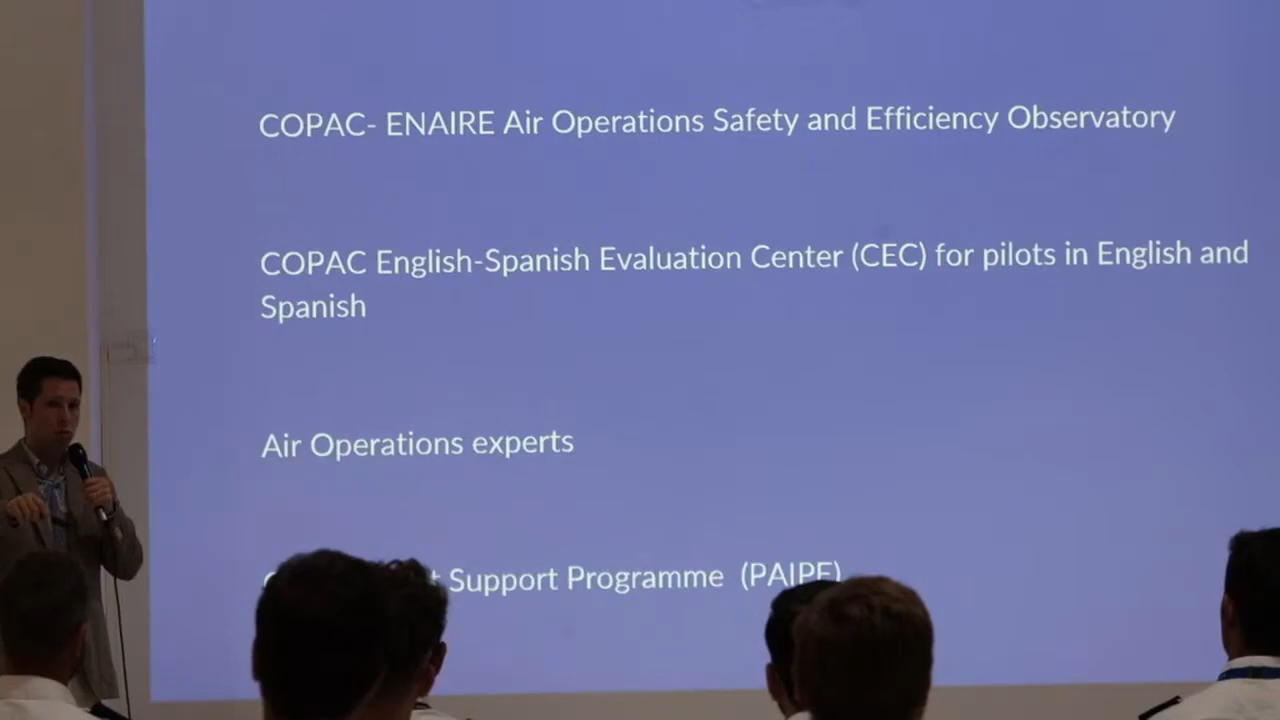 COPAC- ENAIRE Air Operations Safety and Efficiency Observatory
COPAC English-Spanish Evaluation Center (CEC) for pilots in English and
Spanish
Air Operations experts
Support Programme (PAIPE)